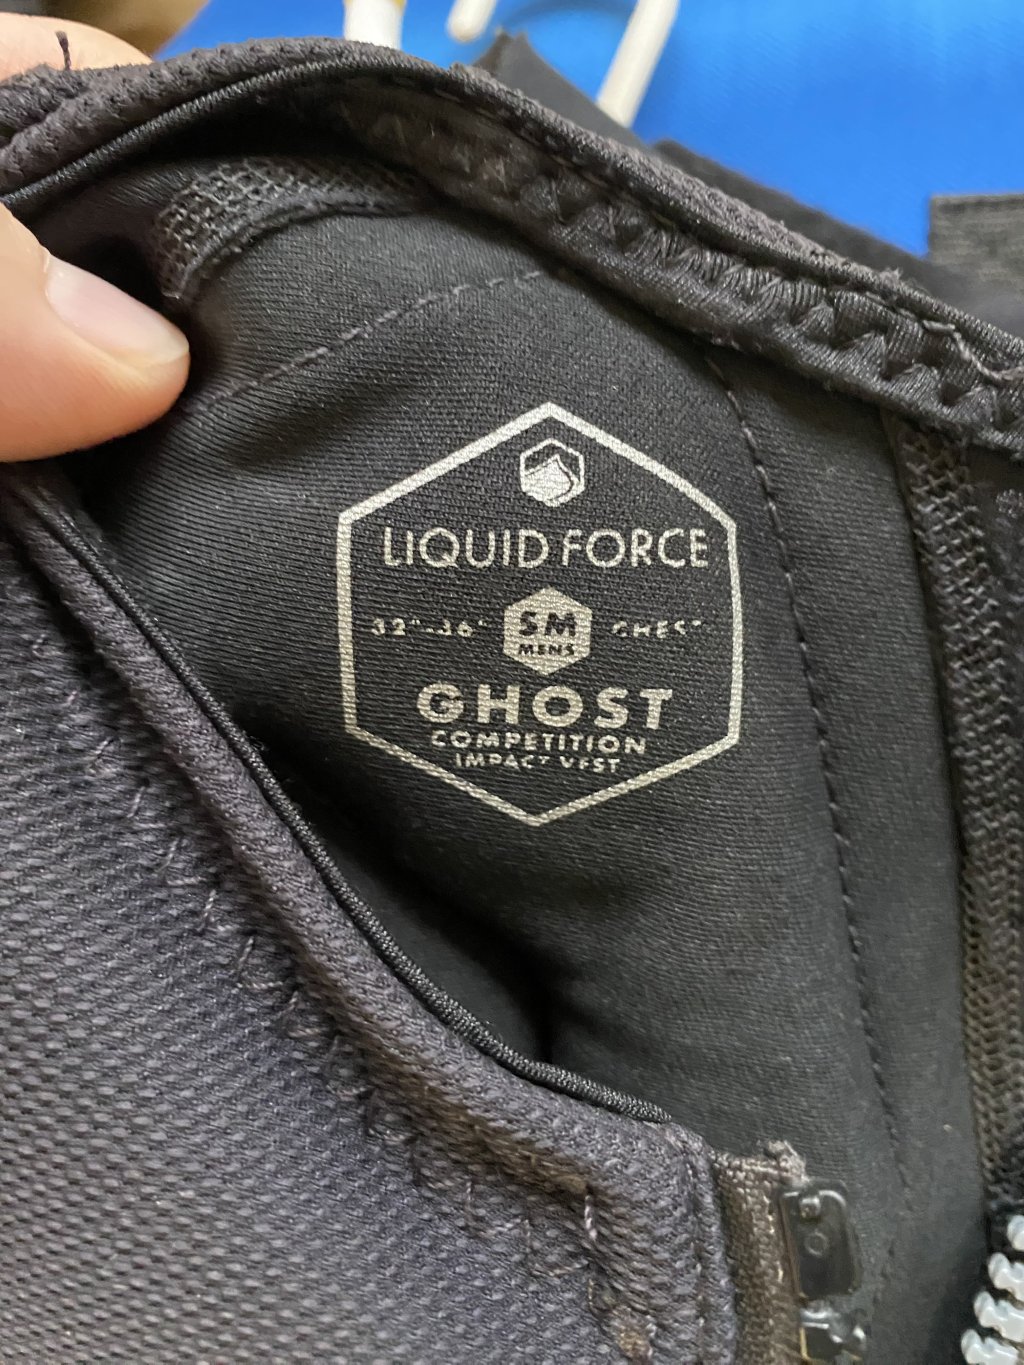 LIQUID FORCE
32"-36" SM CHEST
MENS
GHOST
COMPETITION
IMPACT VEST